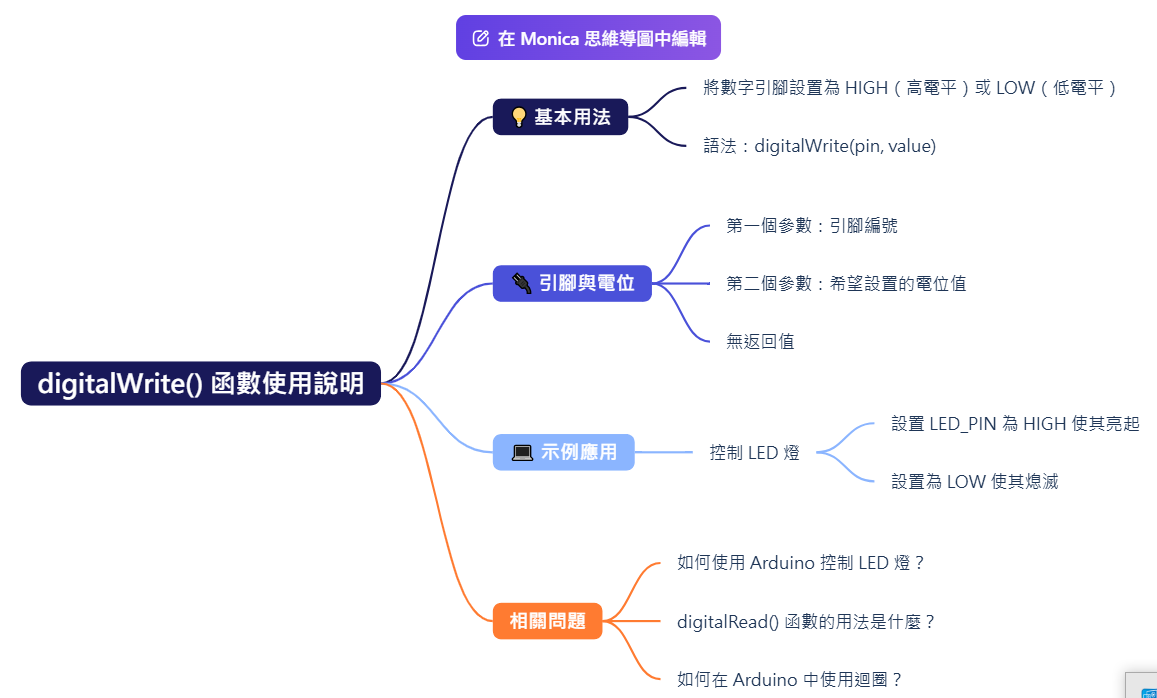 在 Monica 思維導圖中編輯
基本用法
將數字引腳設置為 HIGH（高電平）或 LOW（低電平）
語法：digitalWrite(pin, value)
引腳與電位
第一個參數：引腳編號
第二個參數：希望設置的電位值
無返回值
digitalWrite() 函數使用說明
示例應用
控制 LED 燈
設置 LED_PIN 為 HIGH 使其亮起
設置為 LOW 使其熄滅
相關問題
如何使用 Arduino 控制 LED 燈？
digitalRead() 函數的用法是什麼？
如何在 Arduino 中使用迴圈？